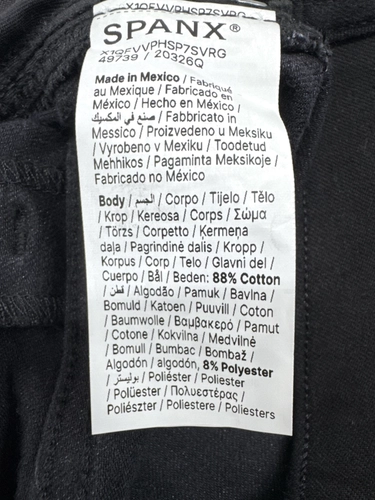 SPANX®
X1QFVVPHSP7SVRG
49739 / 20326Q
Made in Mexico / Fabriqué
au Mexique / Fabricado en
México / Hecho en México /
صنع في المكسيك / Fabbricato in
Messico / Proizvedeno u Meksiku
/ Vyrobeno v Mexiku / Toodetud
Mehhikos / Pagaminta Meksikoje /
Fabricado no México
Body / الجسم / Corpo / Tijelo / Tělo
/ Krop / Kereosa / Corps / Σώμα
/ Törzs / Corpetto / Ķermeņa
daļa / Pagrindinė dalis / Kropp /
Korpus / Corp / Telo / Glavni del /
Cuerpo / Bål / Beden: 88% Cotton
/ قطن / Algodão / Pamuk / Bavlna /
Bomuld / Katoen / Puuvill / Coton
/ Baumwolle / Βαμβακερό / Pamut
/ Cotone / Kokvilna / Medvilnė
/ Bomull / Bumbac / Bombaž /
Algodón / algodón, 8% Polyester
/ بوليستر / Poliéster / Polyester
/ Polüester / Πολυεστέρας /
Poliészter / Poliestere / Poliesters